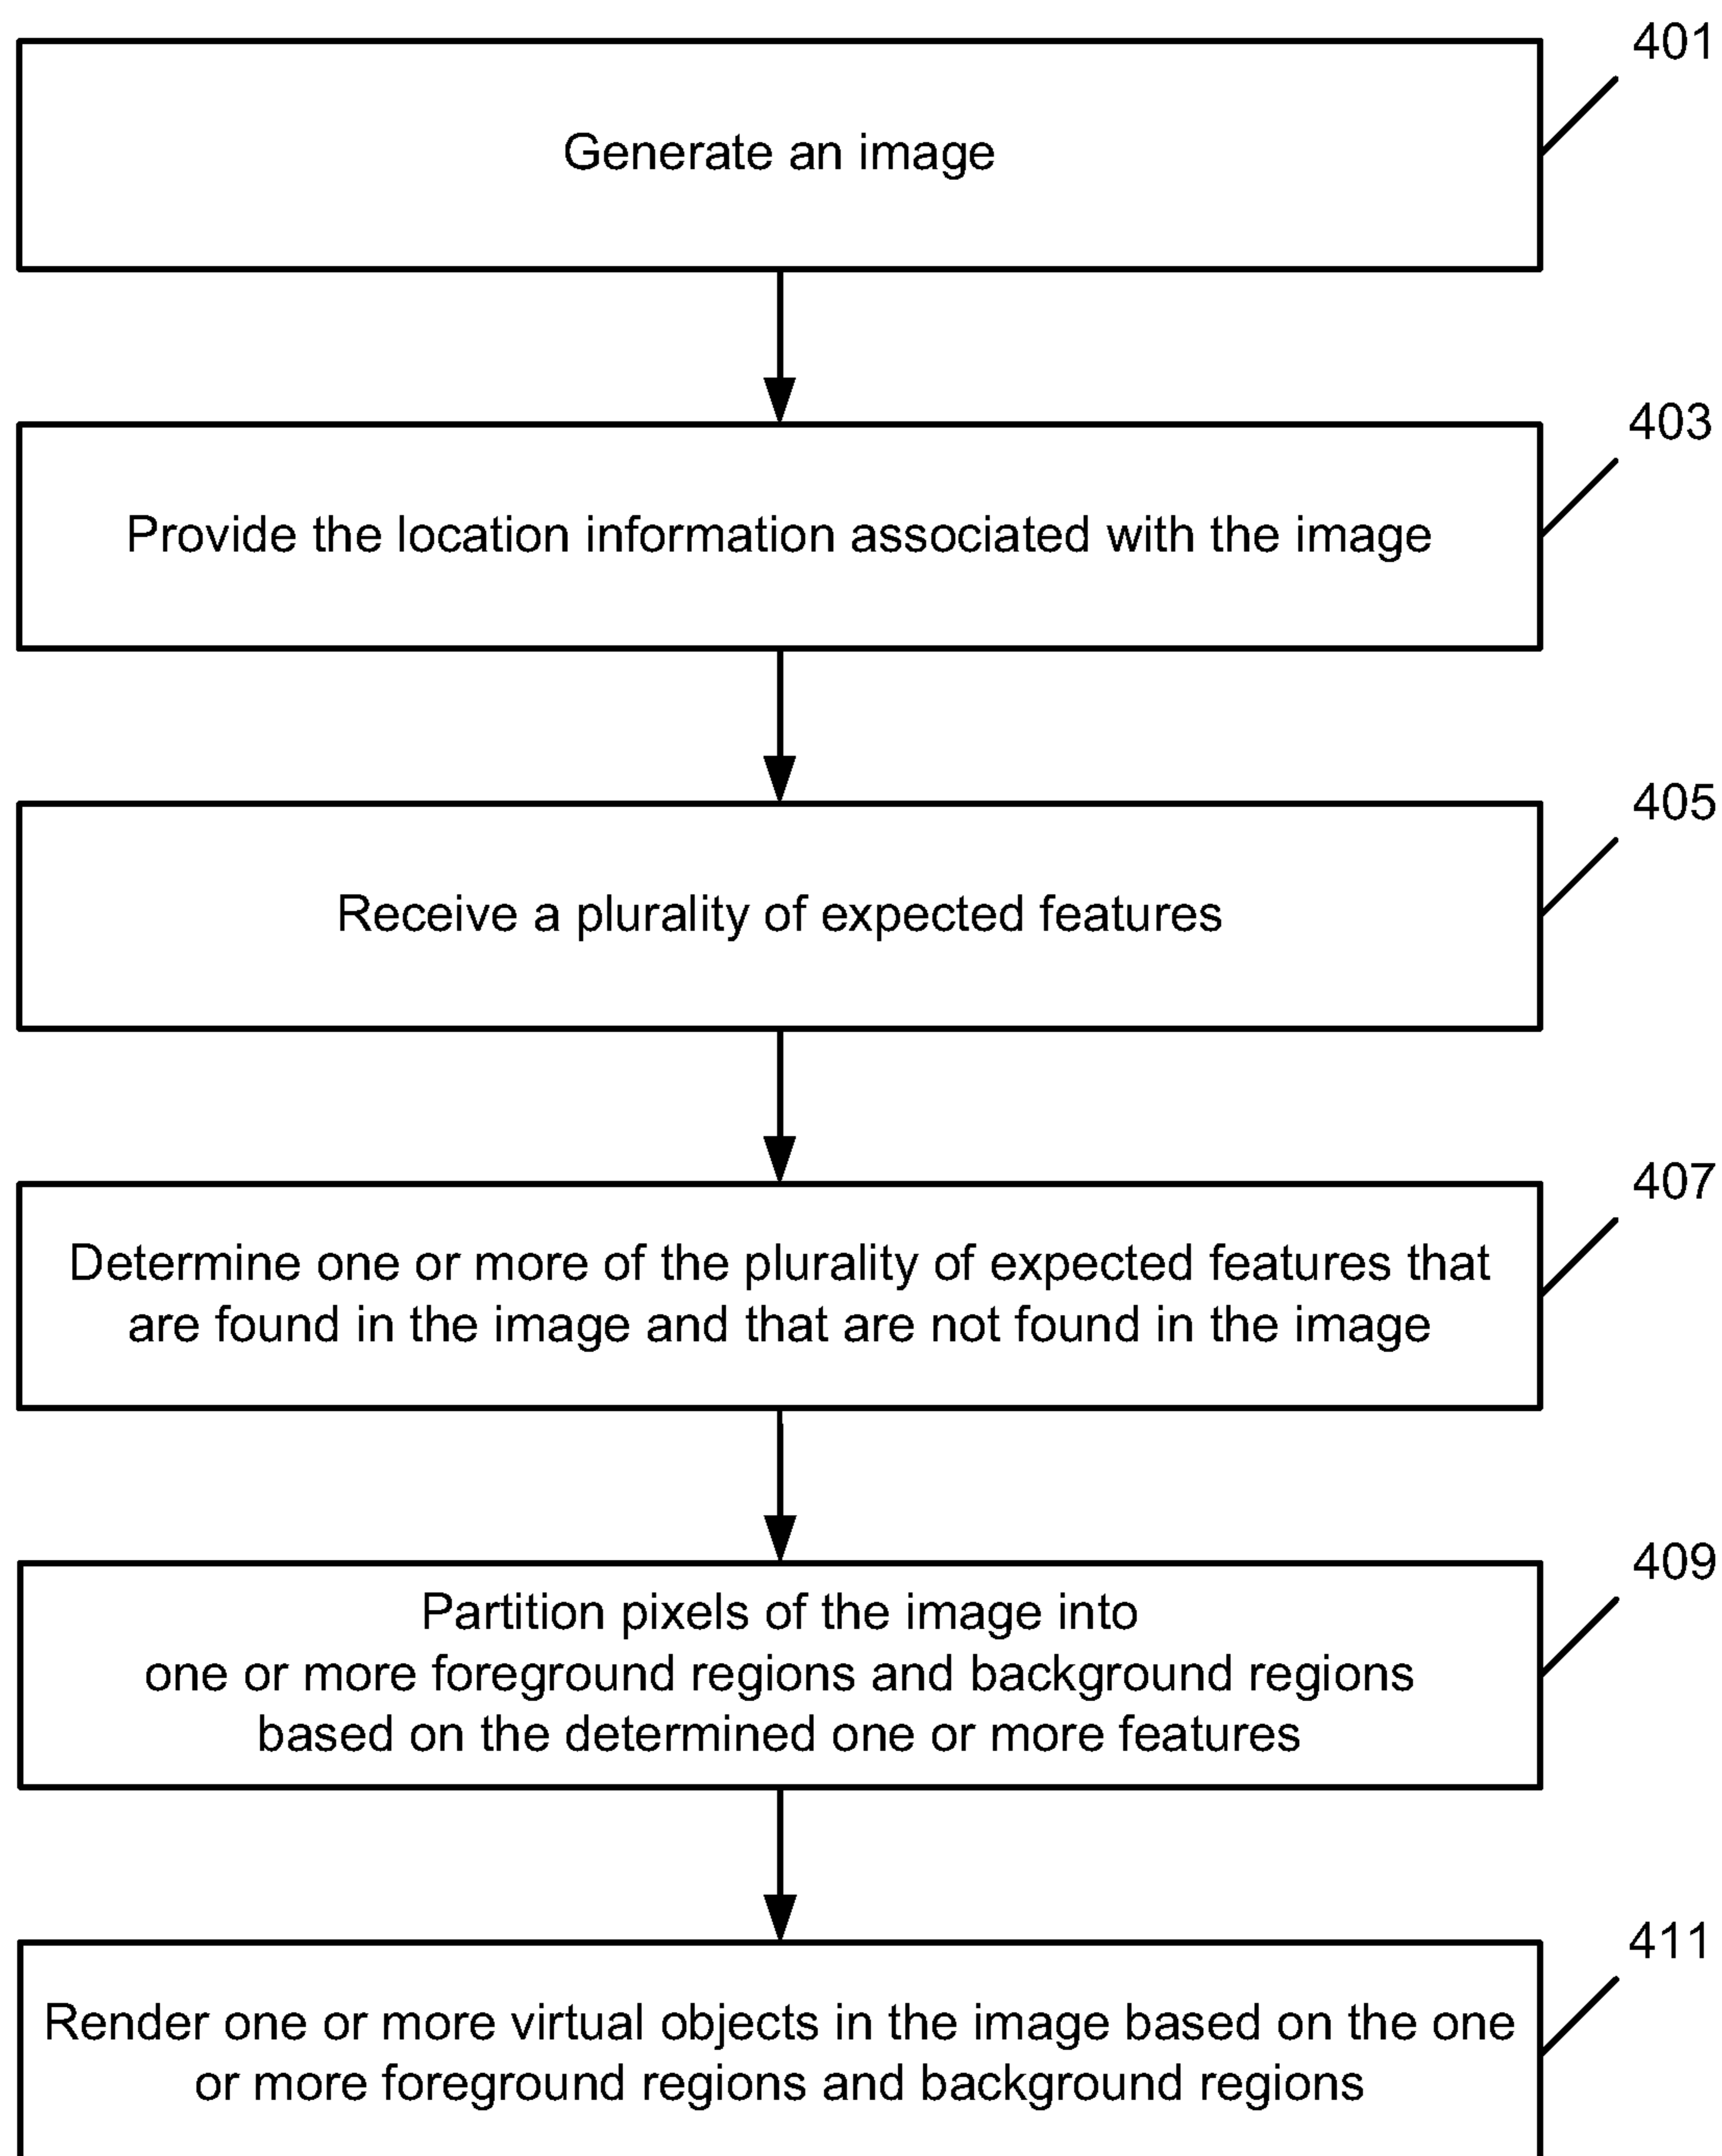 401
Generate an image
403
Provide the location information associated with the image
405
Receive a plurality of expected features
407
Determine one or more of the plurality of expected features that
are found in the image and that are not found in the image
409
Partition pixels of the image into
one or more foreground regions and background regions
based on the determined one or more features
411
Render one or more virtual objects in the image based on the one
or more foreground regions and background regions